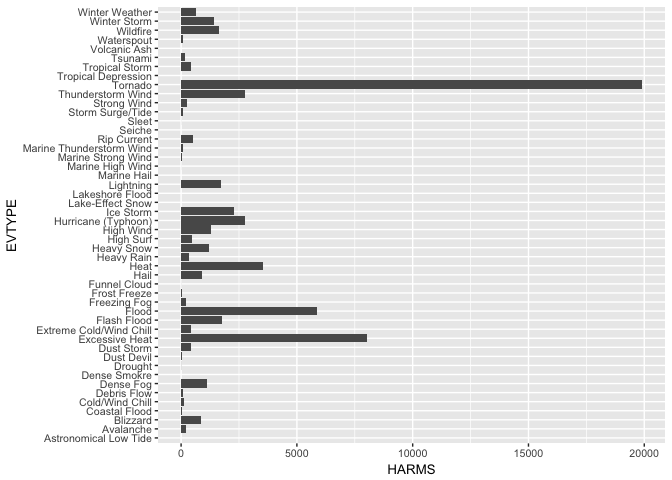 Winter Weather
Winter Storm
Wildfire
Waterspout
Volcanic Ash
Tsunami
Tropical Storm
Tropical Depression
Tornado
Thunderstorm Wind
Strong Wind
Storm Surge/Tide
Sleet
Seiche
Rip Current
Marine Thunderstorm Wind
Marine Strong Wind
Marine High Wind
Marine Hail
Lightning
Lakeshore Flood
Lake-Effect Snow
Ice Storm
Hurricane (Typhoon)
High Wind
High Surf
Heavy Snow
Heavy Rain
Heat
Hail
Funnel Cloud
Frost Freeze
Freezing Fog
Flood
Flash Flood
Extreme Cold/Wind Chill
Excessive Heat
Dust Storm
Dust Devil
Drought
Dense Smokre
Dense Fog
Debris Flow
Cold/Wind Chill
Coastal Flood
Blizzard
Avalanche
Astronomical Low Tide
EVTYPE
0 5000 10000 15000 20000
HARMS